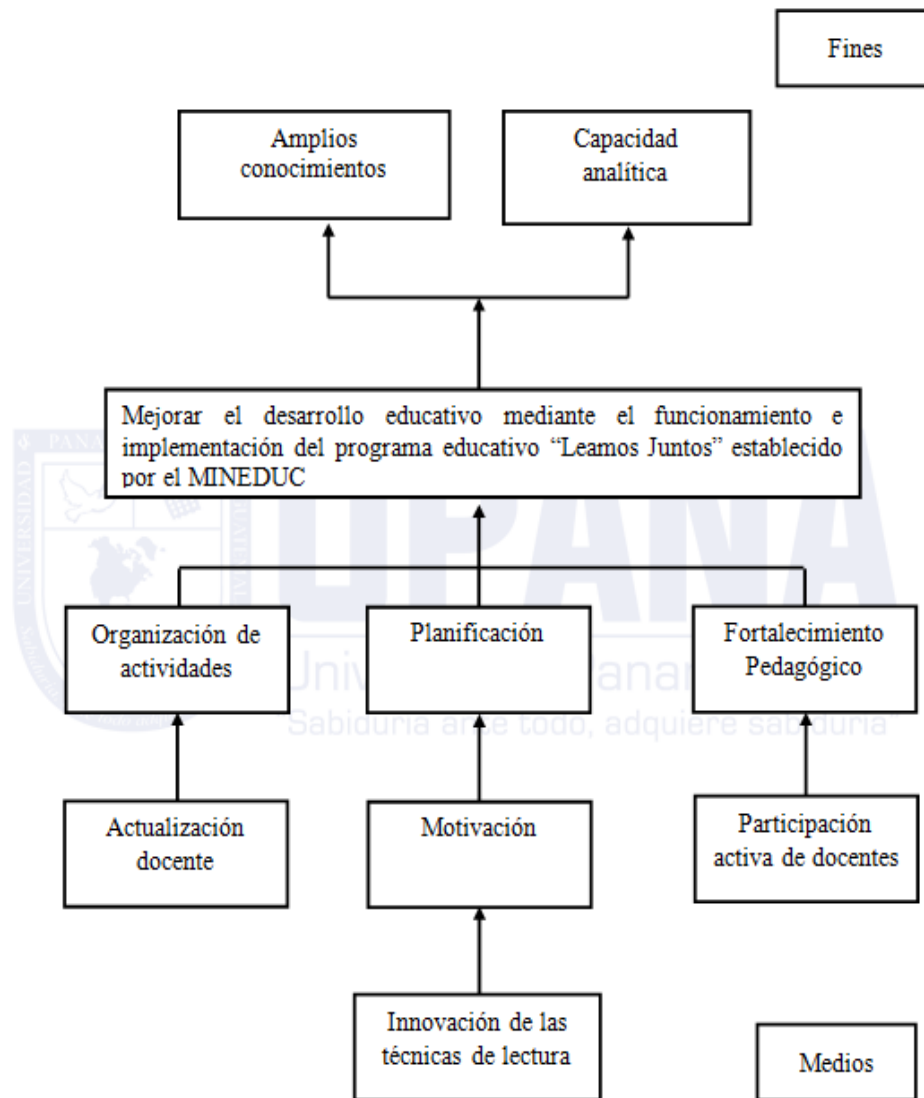 Fines
Amplios
conocimientos
Capacidad
analítica
Mejorar el desarrollo educativo mediante el funcionamiento e
implementación del programa educativo “Leamos Juntos” establecido
por el MINEDUC
UPANA
Sabiduría ante todo, adquiere sabiduría”
Organización de
actividades
Planificación
Fortalecimiento
Pedagógico
Actualización
docente
Motivación
Participación
activa de docentes
Innovación de las
técnicas de lectura
Medios